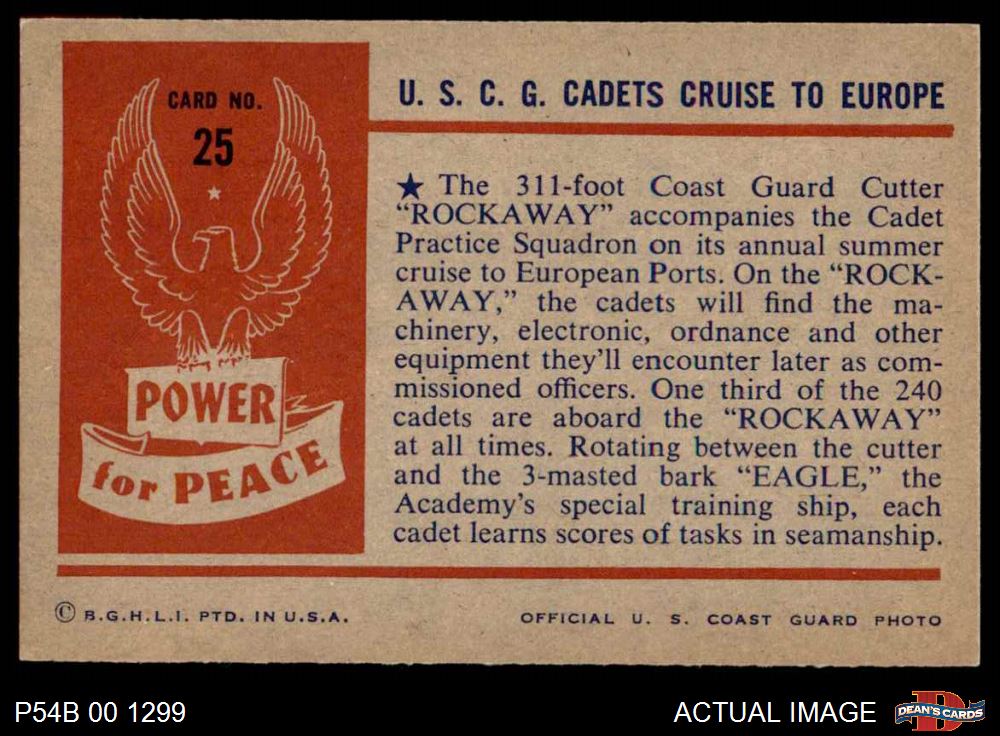 CARD NO.
25
POWER
for PEACE
U. S. C. G. CADETS CRUISE TO EUROPE
★ The 311-foot Coast Guard Cutter
“ROCKAWAY” accompanies the Cadet
Practice Squadron on its annual summer
cruise to European Ports. On the “ROCK-
AWAY,” the cadets will find the ma-
chinery, electronic, ordnance and other
equipment they’ll encounter later as com-
missioned officers. One third of the 240
cadets are aboard the “ROCKAWAY”
at all times. Rotating between the cutter
and the 3-masted bark “EAGLE,” the
Academy’s special training ship, each
cadet learns scores of tasks in seamanship.
© B.G.H.L.I. PTD. IN U.S.A.
OFFICIAL U. S. COAST GUARD PHOTO
P54B 00 1299
ACTUAL IMAGE
D
DEAN'S CARDS